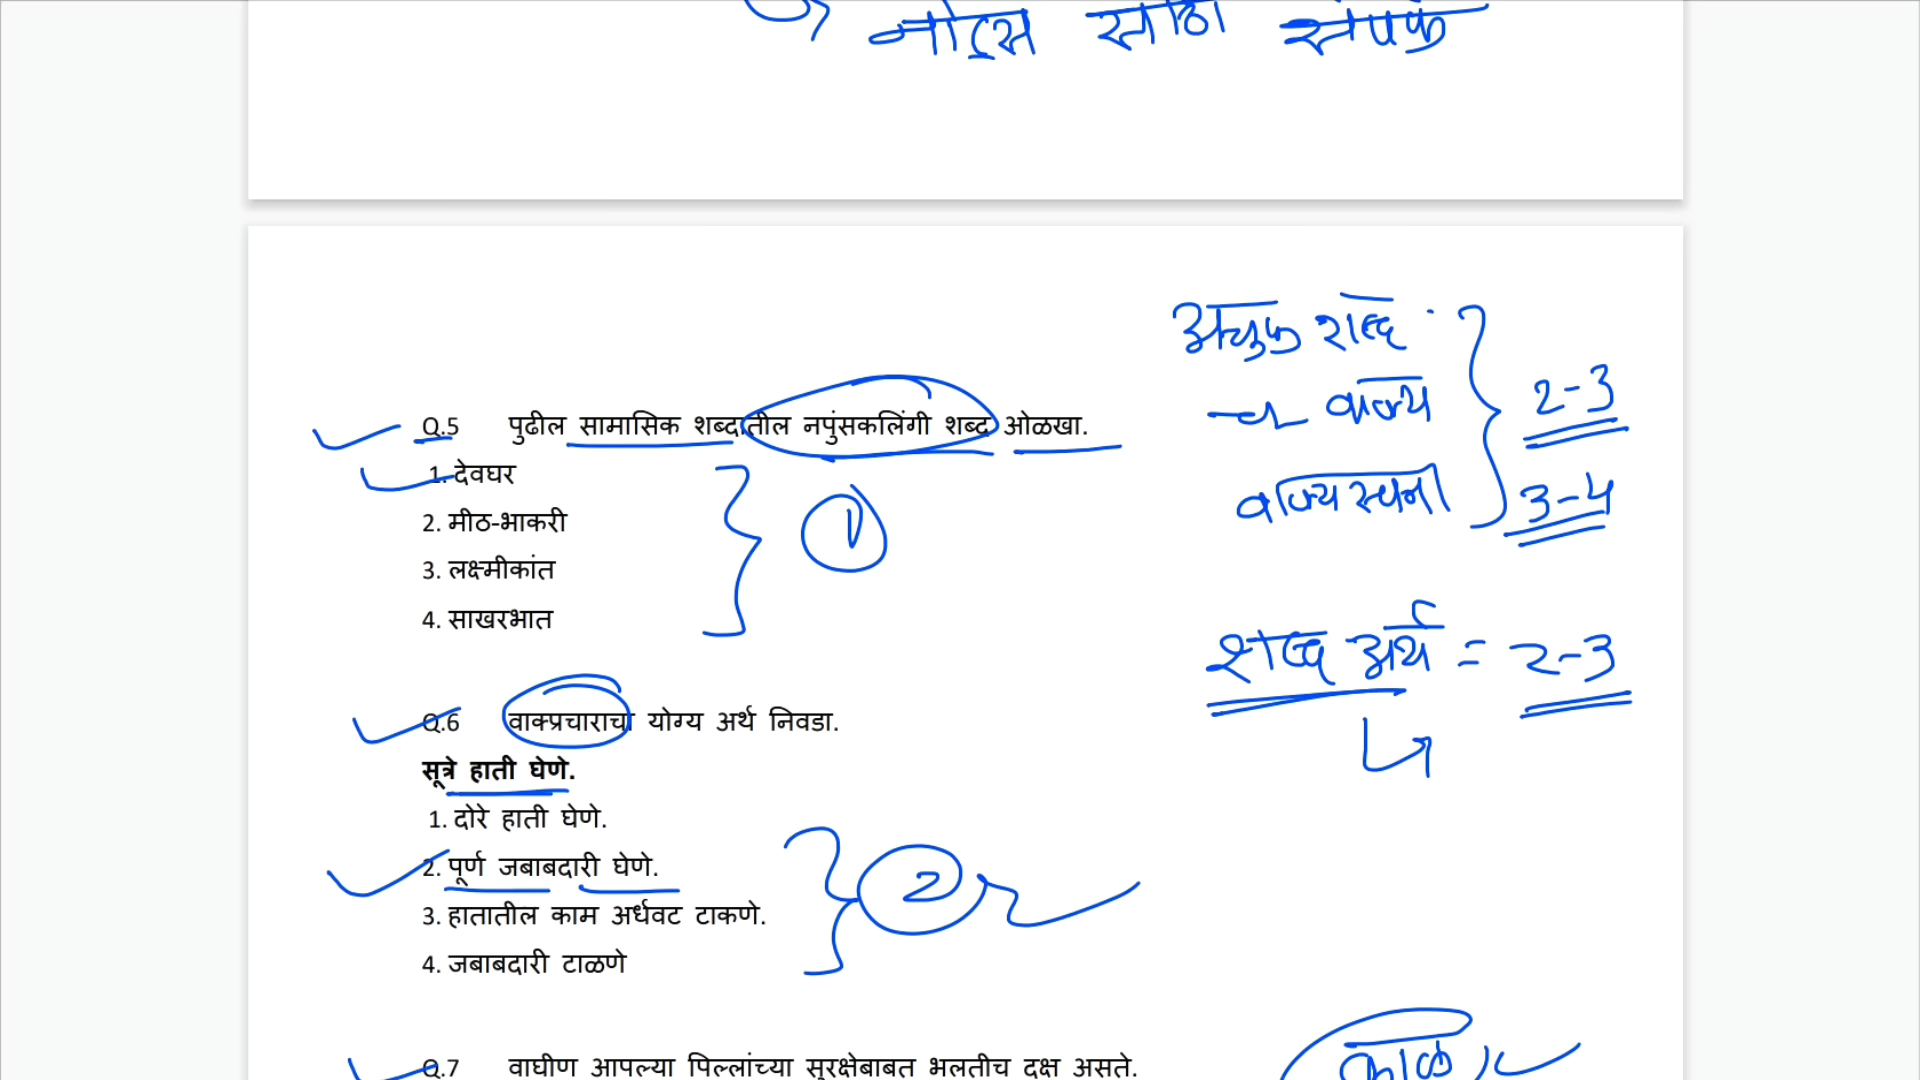 नोट्स साठी संपर्क
अचुक शब्द
Q.5 पुढील सामासिक शब्दातील नपुंसकलिंगी शब्द ओळखा.
वाक्य
2-3
1. देवघर
2. मीठ-भाकरी
1
3-4
3. लक्ष्मीकांत
4. साखरभात
शब्द अर्थ = 2-3
Q.6 वाक्प्रचाराचा योग्य अर्थ निवडा.
सूत्रे हाती घेणे.
1. दोरे हाती घेणे.
2. पूर्ण जबाबदारी घेणे.
2
3. हातातील काम अर्धवट टाकणे.
4. जबाबदारी टाळणे
Q.7 वाघीण आपल्या पिल्लांच्या सुरक्षेबाबत भलतीच दक्ष असते.
काळ